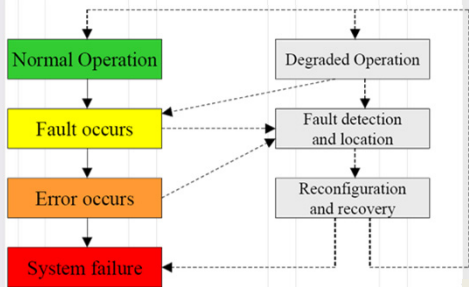 Normal Operation
Degraded Operation
Fault occurs
Fault detection
and location
Error occurs
Reconfiguration
and recovery
System failure